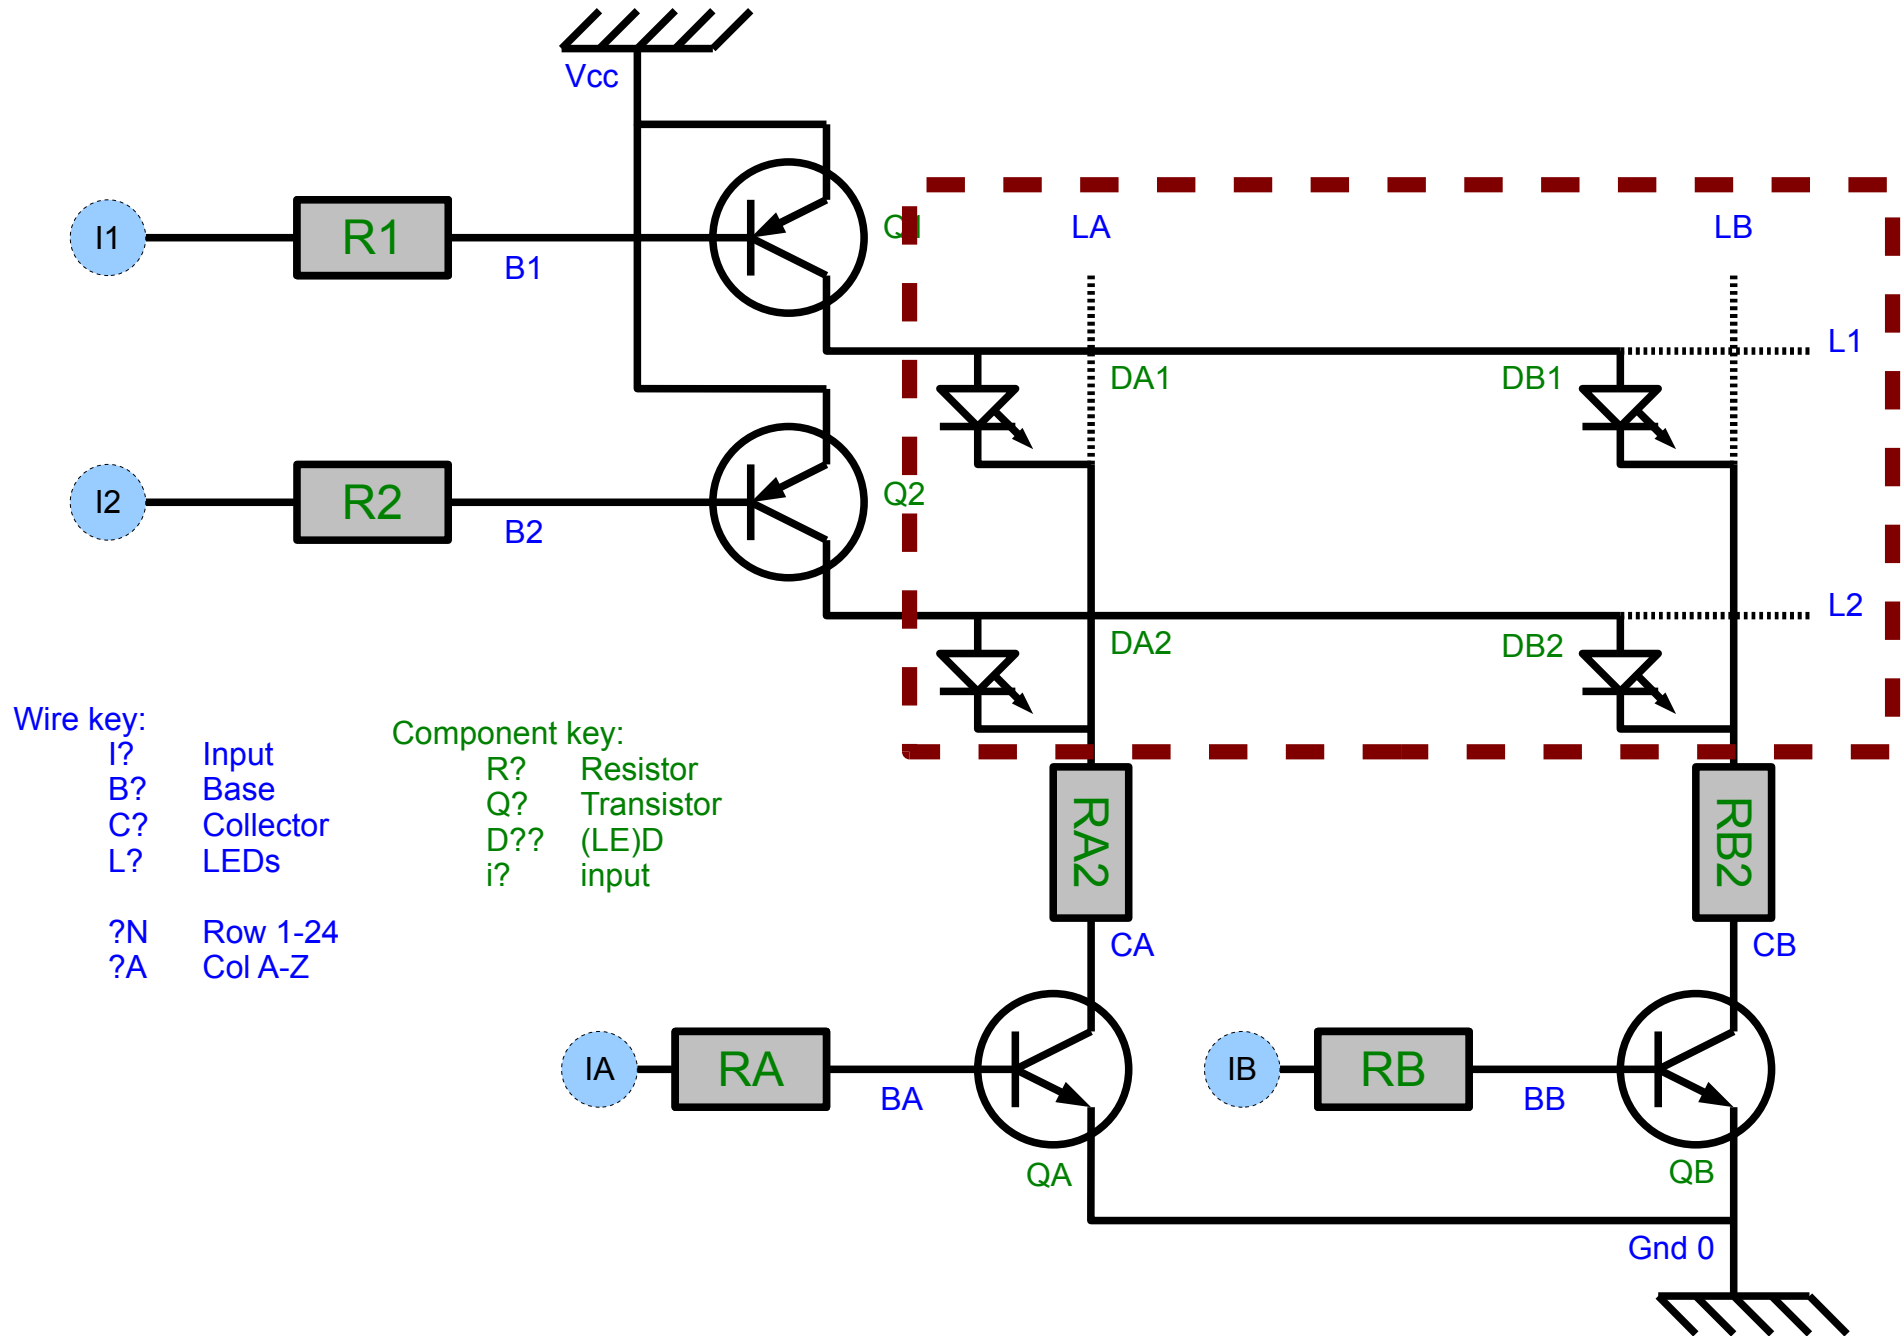 Vcc
I1
R1
B1
Q1
LA
LB
L1
DA1
DB1
I2
R2
B2
Q2
L2
DA2
DB2
Wire key:
I? Input
B? Base
C? Collector
L? LEDs
?N Row 1-24
?A Col A-Z
Component key:
R? Resistor
Q? Transistor
D?? (LE)D
i? input
RA2
RB2
CA
CB
IA
RA
BA
QA
IB
RB
BB
QB
Gnd 0